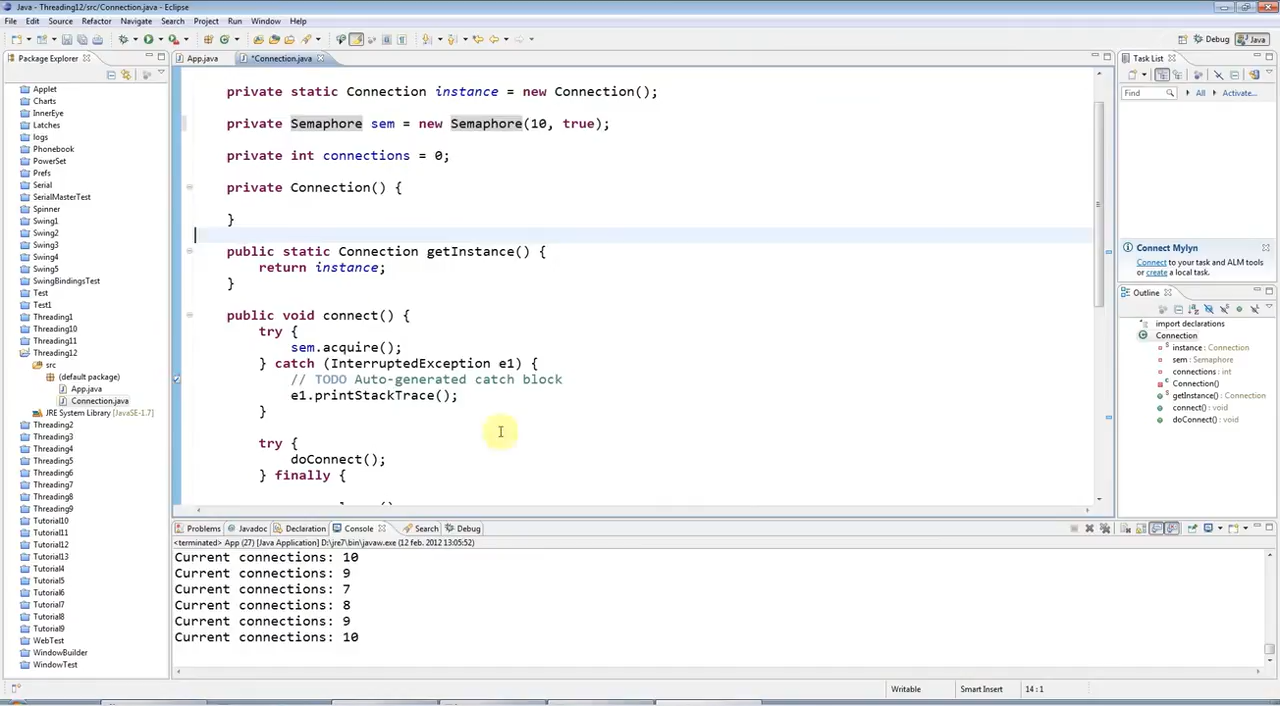 Java - Threading12/src/Connection.java - Eclipse
File Edit Source Refactor Navigate Search Project Run Window Help
Debug Java
Package Explorer
App.java *Connection.java
Task List
Find All Activate...
Applet
Charts
InnerEye
Latches
logs
Phonebook
PowerSet
Prefs
Serial
SerialMasterTest
Spinner
Swing1
Swing2
Swing3
Swing4
Swing5
SwingBindingsTest
Test
Test1
Threading1
Threading10
Threading11
Threading12
src
(default package)
App.java
Connection.java
JRE System Library [JavaSE-1.7]
Threading2
Threading3
Threading4
Threading5
Threading6
Threading7
Threading8
Threading9
Tutorial10
Tutorial11
Tutorial12
Tutorial13
Tutorial4
Tutorial5
Tutorial6
Tutorial7
Tutorial8
Tutorial9
WebTest
WindowBuilder
WindowTest
private static Connection instance = new Connection();
private Semaphore sem = new Semaphore(10, true);
private int connections = 0;
private Connection() {
}
public static Connection getInstance() {
return instance;
}
public void connect() {
try {
sem.acquire();
} catch (InterruptedException e1) {
// TODO Auto-generated catch block
e1.printStackTrace();
}
try {
doConnect();
} finally {
Connect Mylyn
Connect to your task and ALM tools
or create a local task.
Outline
import declarations
Connection
instance : Connection
sem : Semaphore
connections : int
Connection()
getInstance() : Connection
connect() : void
doConnect() : void
Problems Javadoc Declaration Console Search Debug
<terminated> App (27) [Java Application] D:\jre7\bin\javaw.exe (12 feb. 2012 13:05:52)
Current connections: 10
Current connections: 9
Current connections: 7
Current connections: 8
Current connections: 9
Current connections: 10
Writable Smart Insert 14 : 1